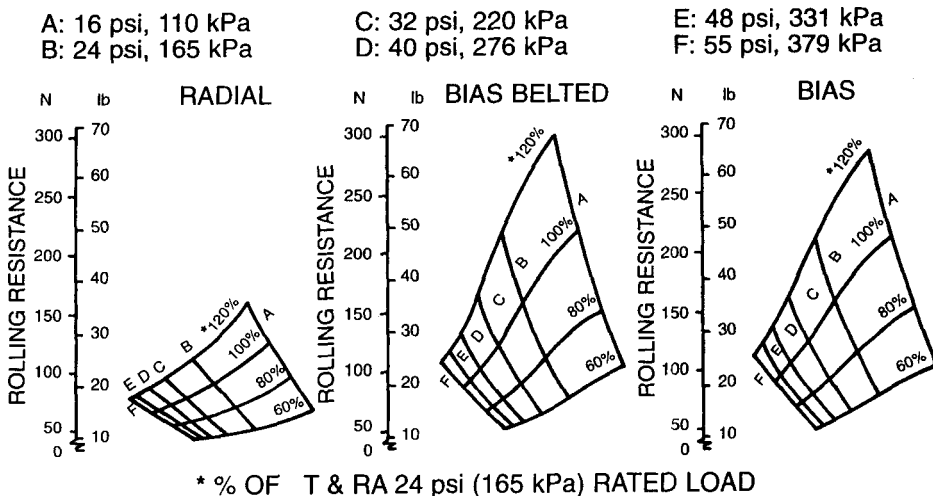 A: 16 psi, 110 kPa
B: 24 psi, 165 kPa
C: 32 psi, 220 kPa
D: 40 psi, 276 kPa
E: 48 psi, 331 kPa
F: 55 psi, 379 kPa
N lb RADIAL
ROLLING RESISTANCE
300
250
200
150
100
50
0
70
60
50
40
30
20
10
*120%
100%
80%
60%
A
B
C
D
E
F
N lb BIAS BELTED
ROLLING RESISTANCE
300
250
200
150
100
50
0
70
60
50
40
30
20
10
*120%
100%
80%
60%
A
B
C
D
E
F
N lb BIAS
ROLLING RESISTANCE
300
250
200
150
100
50
0
70
60
50
40
30
20
10
*120%
100%
80%
60%
A
B
C
D
E
F
* % OF T & RA 24 psi (165 kPa) RATED LOAD